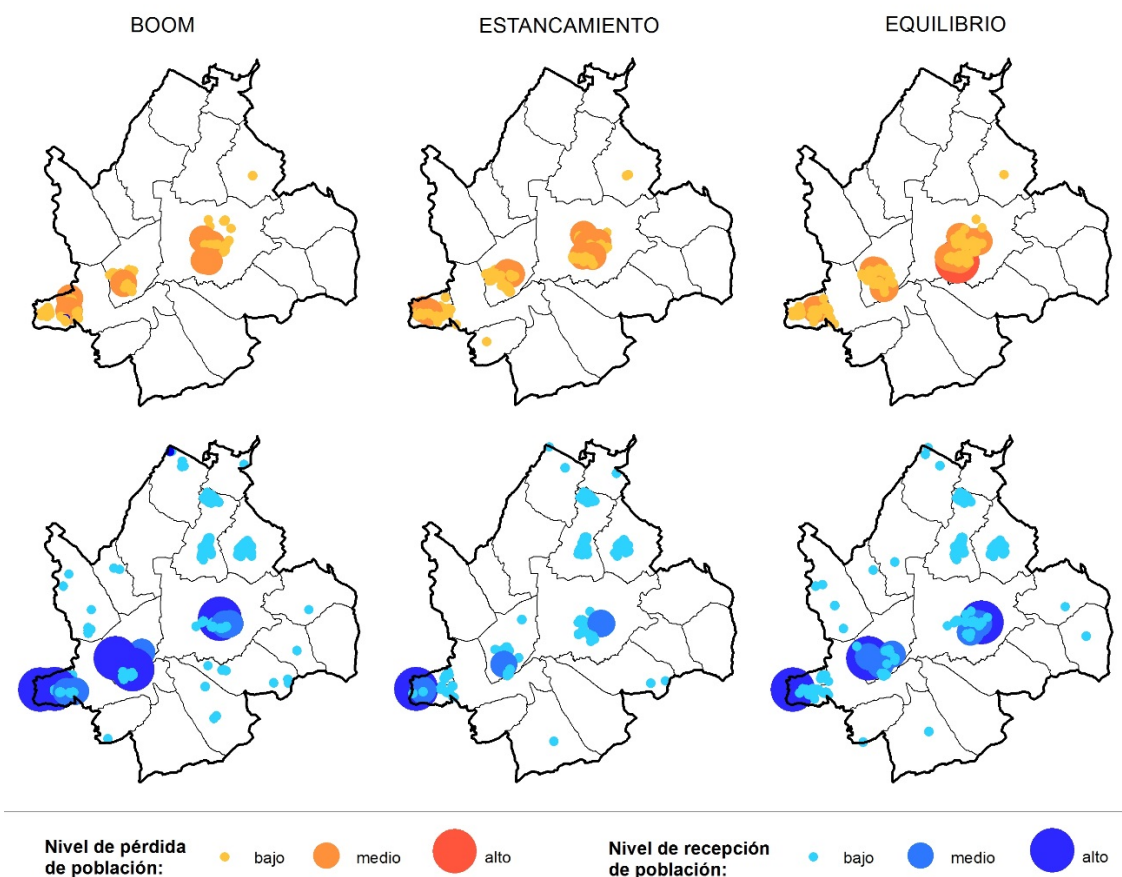 BOOM
ESTANCAMIENTO
EQUILIBRIO
Nivel de pérdida
de población:
bajo
medio
alto
Nivel de recepción
de población:
bajo
medio
alto